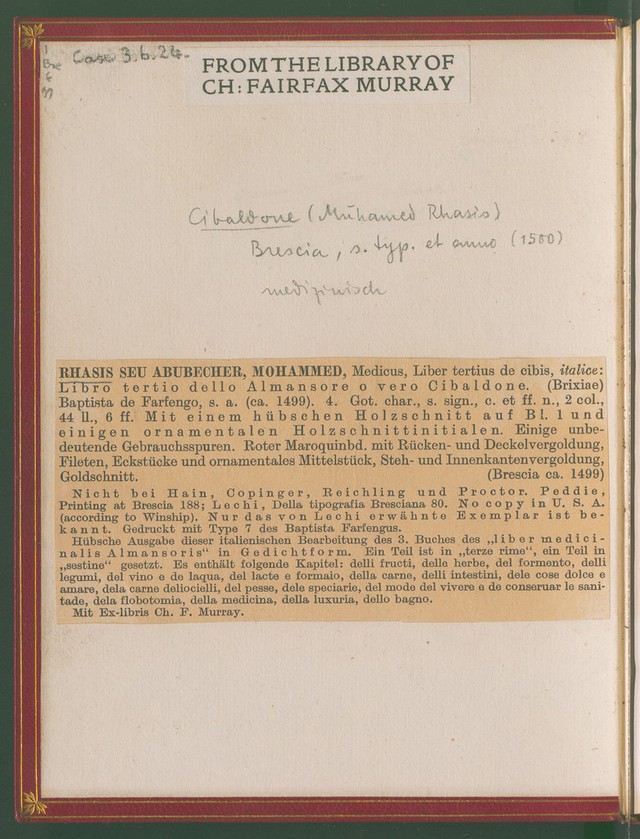 Case 3.6.24.
FROM THE LIBRARY OF
CH: FAIRFAX MURRAY
Cibaldone (Muhamed Rhasis)
Brescia, s. typ. et anno (1500)
medizinisch
RHASIS SEU ABUBECHER, MOHAMMED, Medicus, Liber tertius de cibis, italice:
Libro tertio dello Almansore o vero Cibaldone. (Brixiae)
Baptista de Farfengo, s. a. (ca. 1499). 4. Got. char., s. sign., c. et ff. n., 2 col.,
44 ll., 6 ff. Mit einem hübschen Holzschnitt auf Bl. 1 und
einigen ornamentalen Holzschnittinitialen. Einige unbe-
deutende Gebrauchsspuren. Roter Maroquinbd. mit Rücken- und Deckelvergoldung,
Fileten, Eckstücke und ornamentales Mittelstück, Steh- und Innenkantenvergoldung,
Goldschnitt. (Brescia ca. 1499)
Nicht bei Hain, Copinger, Reichling und Proctor. Peddie,
Printing at Brescia 188; Lechi, Della tipografia Bresciana 80. No copy in U. S. A.
(according to Winship). Nur das von Lechi erwähnte Exemplar ist be-
kannt. Gedruckt mit Type 7 des Baptista Farfengus.
Hübsche Ausgabe dieser italienischen Bearbeitung des 3. Buches des „liber medici-
nalis Almansoris“ in Gedichtform. Ein Teil ist in „terze rime“, ein Teil in
„sestine“ gesetzt. Es enthält folgende Kapitel: delli fructi, delle herbe, del formento, delli
legumi, del vino e de laqua, del lacte e formaio, della carne, delli intestini, dele cose dolce e
amare, dela carne deliocielli, del pesse, dele speciarie, del mode del vivere e de conseruar le sani-
tade, dela flobotomia, della medicina, della luxuria, dello bagno.
Mit Ex-libris Ch. F. Murray.